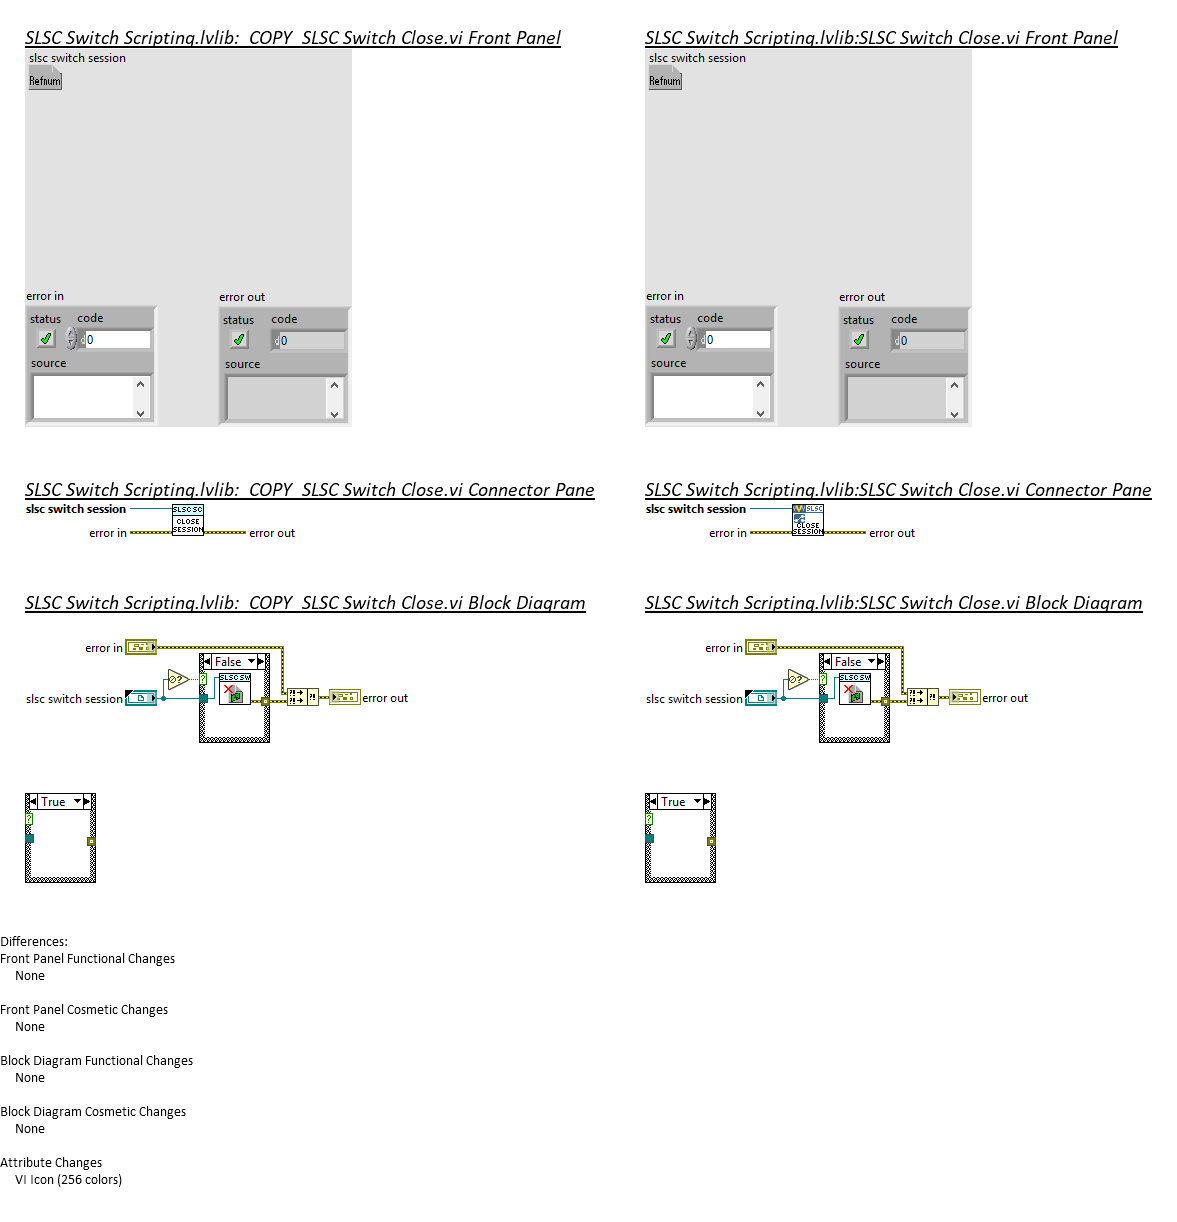 SLSC Switch Scripting.lvlib:_COPY_SLSC Switch Close.vi Front Panel
slsc switch session
Refnum
error in
error out
status code
0
source
status code
0
source
SLSC Switch Scripting.lvlib:SLSC Switch Close.vi Front Panel
slsc switch session
Refnum
error in
error out
status code
0
source
status code
0
source
SLSC Switch Scripting.lvlib:_COPY_SLSC Switch Close.vi Connector Pane
slsc switch session
SLSC SC
CLOSE
SESSION
error in
error out
SLSC Switch Scripting.lvlib:SLSC Switch Close.vi Connector Pane
slsc switch session
SLSC
CLOSE
SESSION
error in
error out
SLSC Switch Scripting.lvlib:_COPY_SLSC Switch Close.vi Block Diagram
error in
False
?
SLSC SW
slsc switch session
error out
True
?
SLSC Switch Scripting.lvlib:SLSC Switch Close.vi Block Diagram
error in
False
?
SLSC SW
slsc switch session
error out
True
?
Differences:
Front Panel Functional Changes
None
Front Panel Cosmetic Changes
None
Block Diagram Functional Changes
None
Block Diagram Cosmetic Changes
None
Attribute Changes
VI Icon (256 colors)